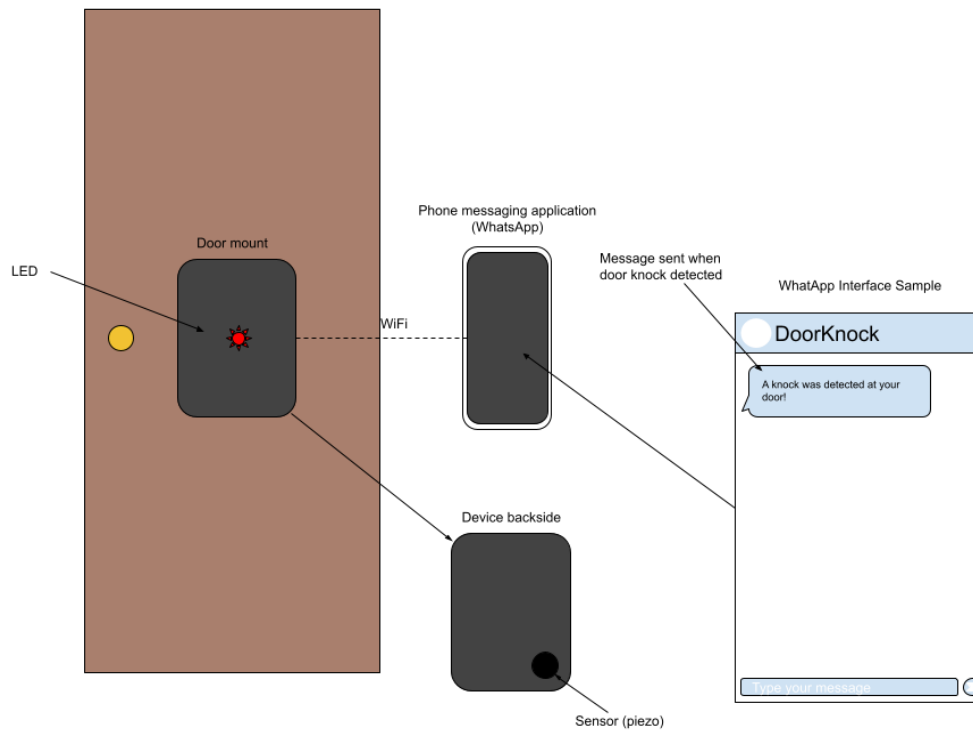 Phone messaging application
(WhatsApp)
Door mount
LED
Message sent when
door knock detected
WhatApp Interface Sample
WiFi
DoorKnock
A knock was detected at your
door!
Device backside
Type your message
Sensor (piezo)